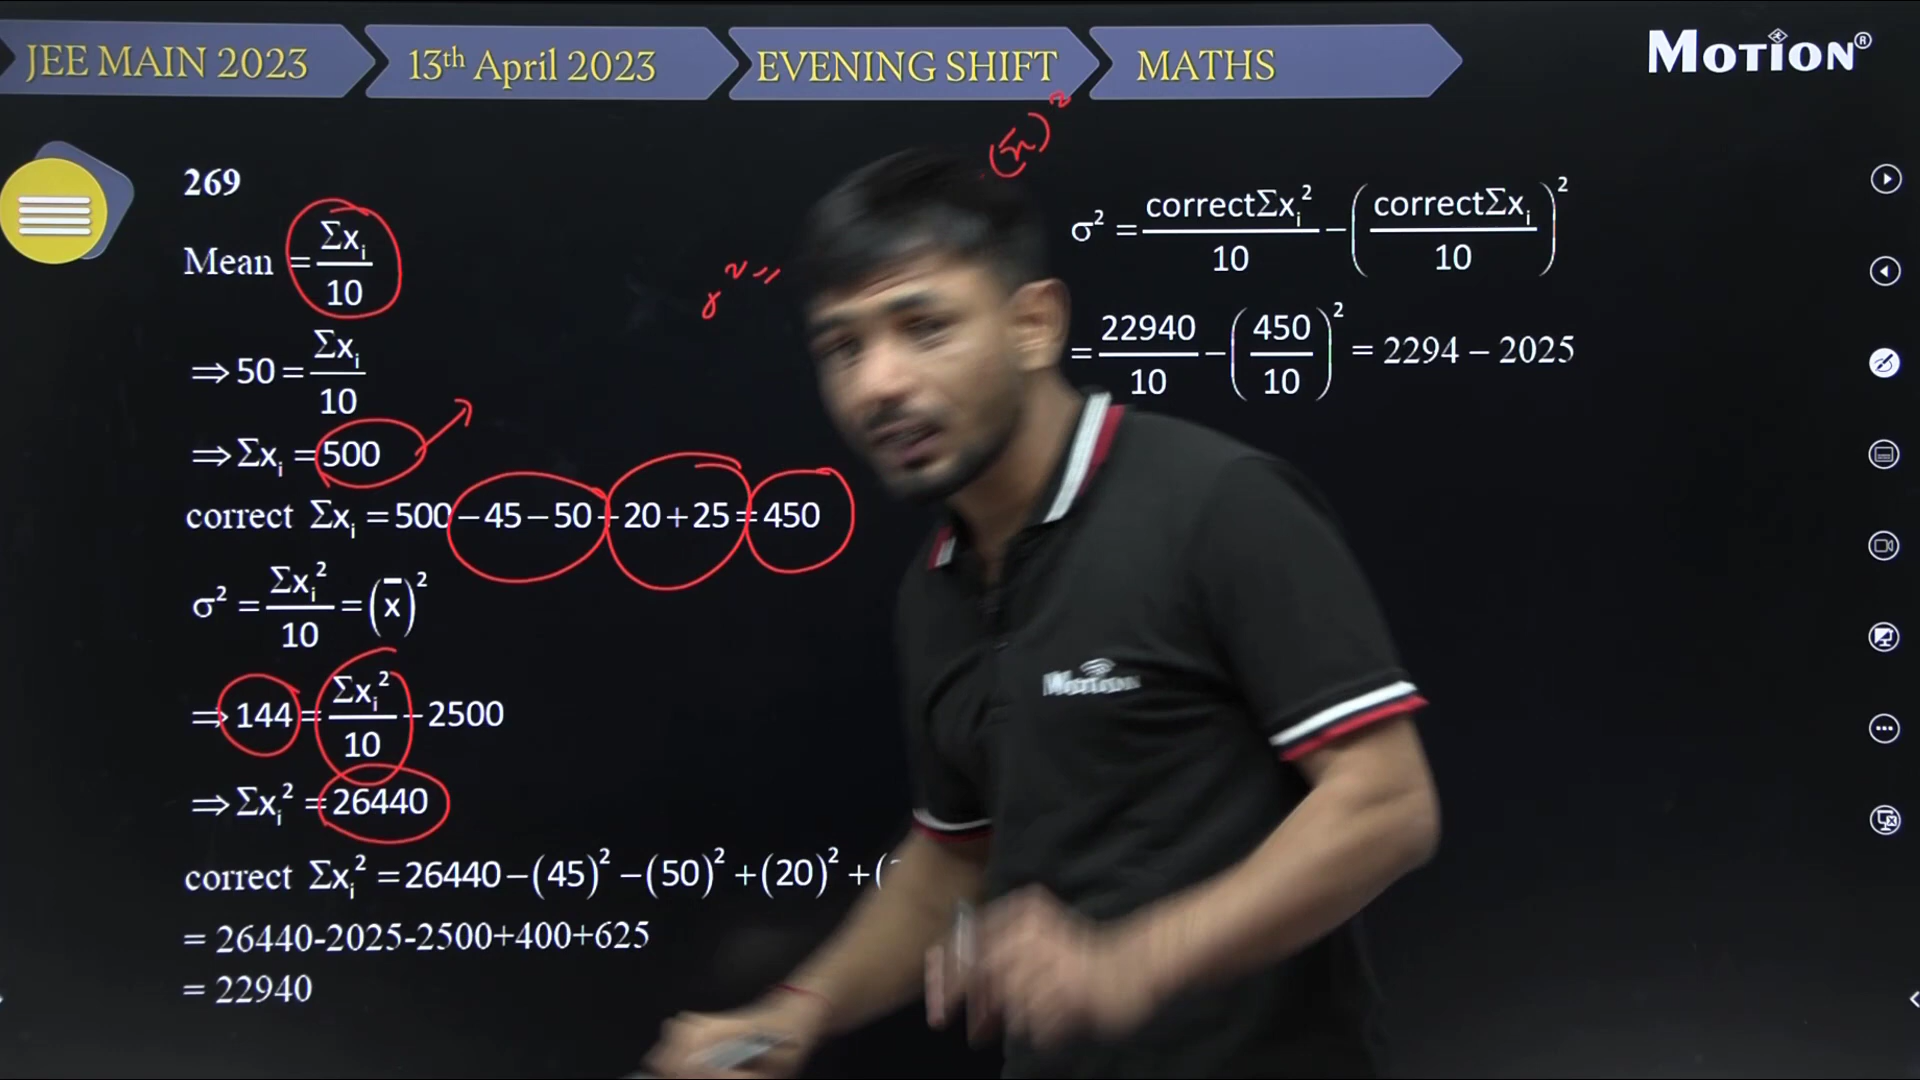 JEE MAIN 2023
13th April 2023
EVENING SHIFT
MATHS
MOTION®
269
Mean = Σxᵢ/10
⇒ 50 = Σxᵢ/10
⇒ Σxᵢ = 500
correct Σxᵢ = 500 − 45 − 50 + 20 + 25 = 450
σ² = Σxᵢ²/10 = (x̄)²
⇒ 144 = Σxᵢ²/10 − 2500
⇒ Σxᵢ² = 26440
correct Σxᵢ² = 26440 − (45)² − (50)² + (20)² + (
= 26440-2025-2500+400+625
= 22940
σ² = correctΣxᵢ²/10 − (correctΣxᵢ/10)²
= 22940/10 − (450/10)² = 2294 − 2025
Motion